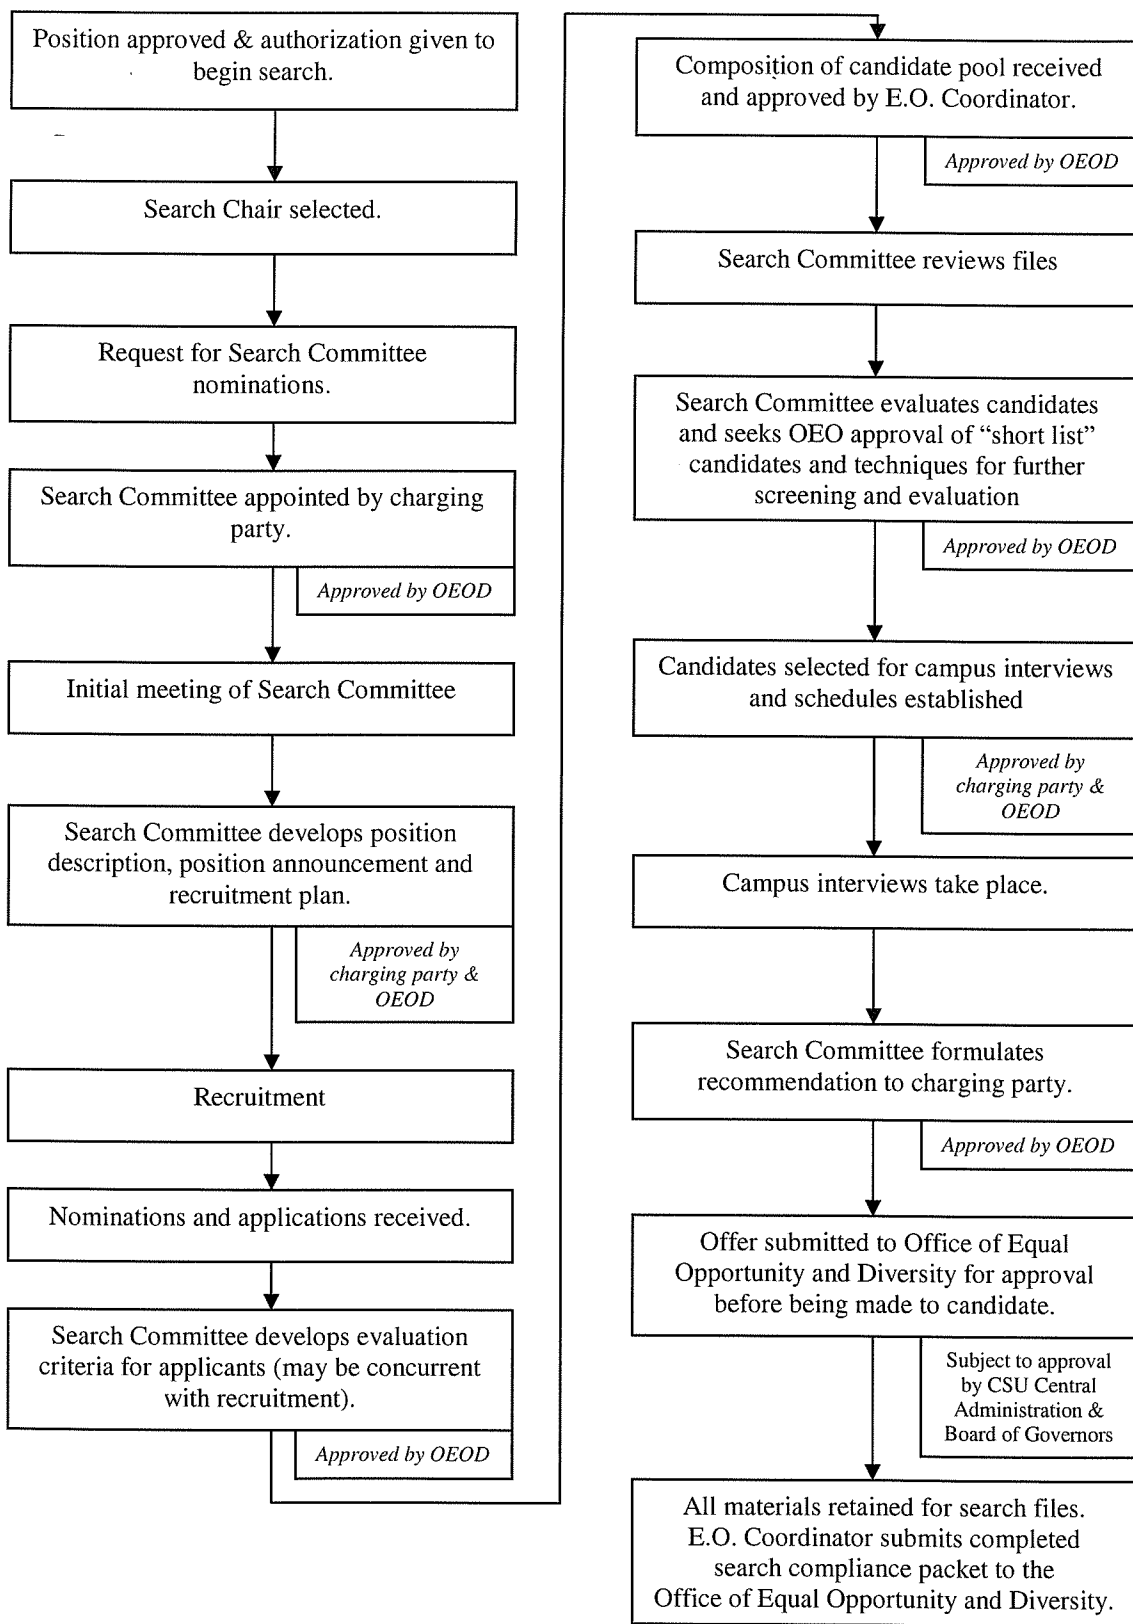 Position approved & authorization given to
begin search.
Search Chair selected.
Request for Search Committee
nominations.
Search Committee appointed by charging
party.
Approved by OEOD
Initial meeting of Search Committee
Search Committee develops position
description, position announcement and
recruitment plan.
Approved by
charging party &
OEOD
Recruitment
Nominations and applications received.
Search Committee develops evaluation
criteria for applicants (may be concurrent
with recruitment).
Approved by OEOD
Composition of candidate pool received
and approved by E.O. Coordinator.
Approved by OEOD
Search Committee reviews files
Search Committee evaluates candidates
and seeks OEO approval of “short list”
candidates and techniques for further
screening and evaluation
Approved by OEOD
Candidates selected for campus interviews
and schedules established
Approved by
charging party &
OEOD
Campus interviews take place.
Search Committee formulates
recommendation to charging party.
Approved by OEOD
Offer submitted to Office of Equal
Opportunity and Diversity for approval
before being made to candidate.
Subject to approval
by CSU Central
Administration &
Board of Governors
All materials retained for search files.
E.O. Coordinator submits completed
search compliance packet to the
Office of Equal Opportunity and Diversity.